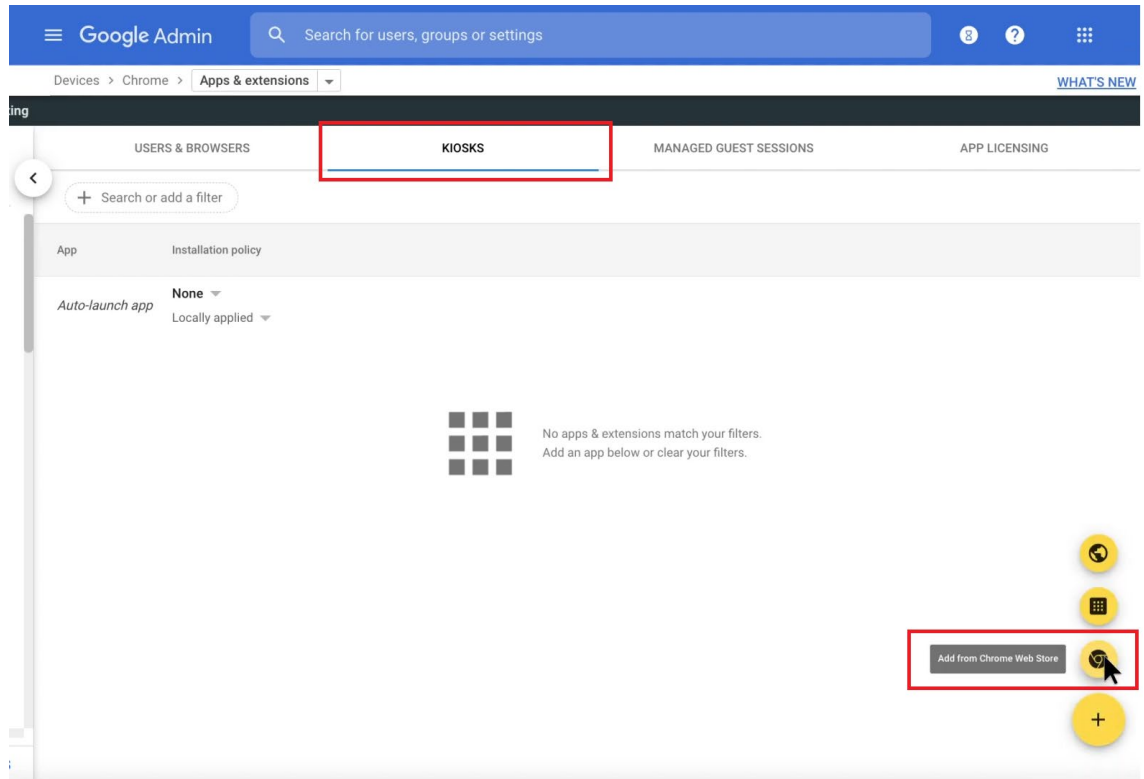 Google Admin
Search for users, groups or settings
Devices > Chrome > Apps & extensions
WHAT'S NEW
ing
USERS & BROWSERS
KIOSKS
MANAGED GUEST SESSIONS
APP LICENSING
+ Search or add a filter
App
Installation policy
Auto-launch app
None
Locally applied
No apps & extensions match your filters.
Add an app below or clear your filters.
Add from Chrome Web Store